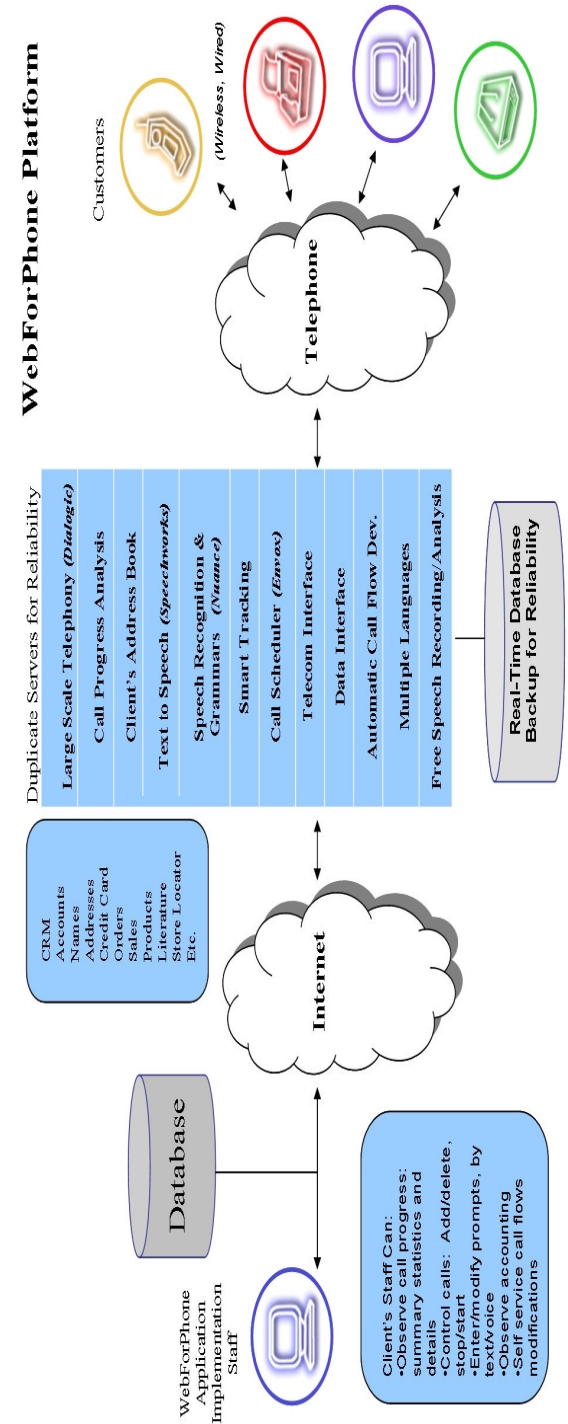 WebForPhone Platform
WebForPhone
Application
Implementation
Staff
Database
CRM
Accounts
Names
Addresses
Credit Card
Orders
Sales
Products
Literature
Store Locator
Etc.
Internet
Client's Staff Can:
•Observe call progress:
summary statistics and
details
•Control calls: Add/delete,
stop/start
•Enter/modify prompts, by
text/voice
•Observe accounting
•Self service call flows
modifications
Duplicate Servers for Reliability
Large Scale Telephony (Dialogic)
Call Progress Analysis
Client's Address Book
Text to Speech (Speechworks)
Speech Recognition &
Grammars (Nuance)
Smart Tracking
Call Scheduler (Envox)
Telecom Interface
Data Interface
Automatic Call Flow Dev.
Multiple Languages
Free Speech Recording/Analysis
Real-Time Database
Backup for Reliability
Telephone
Customers
(Wireless, Wired)